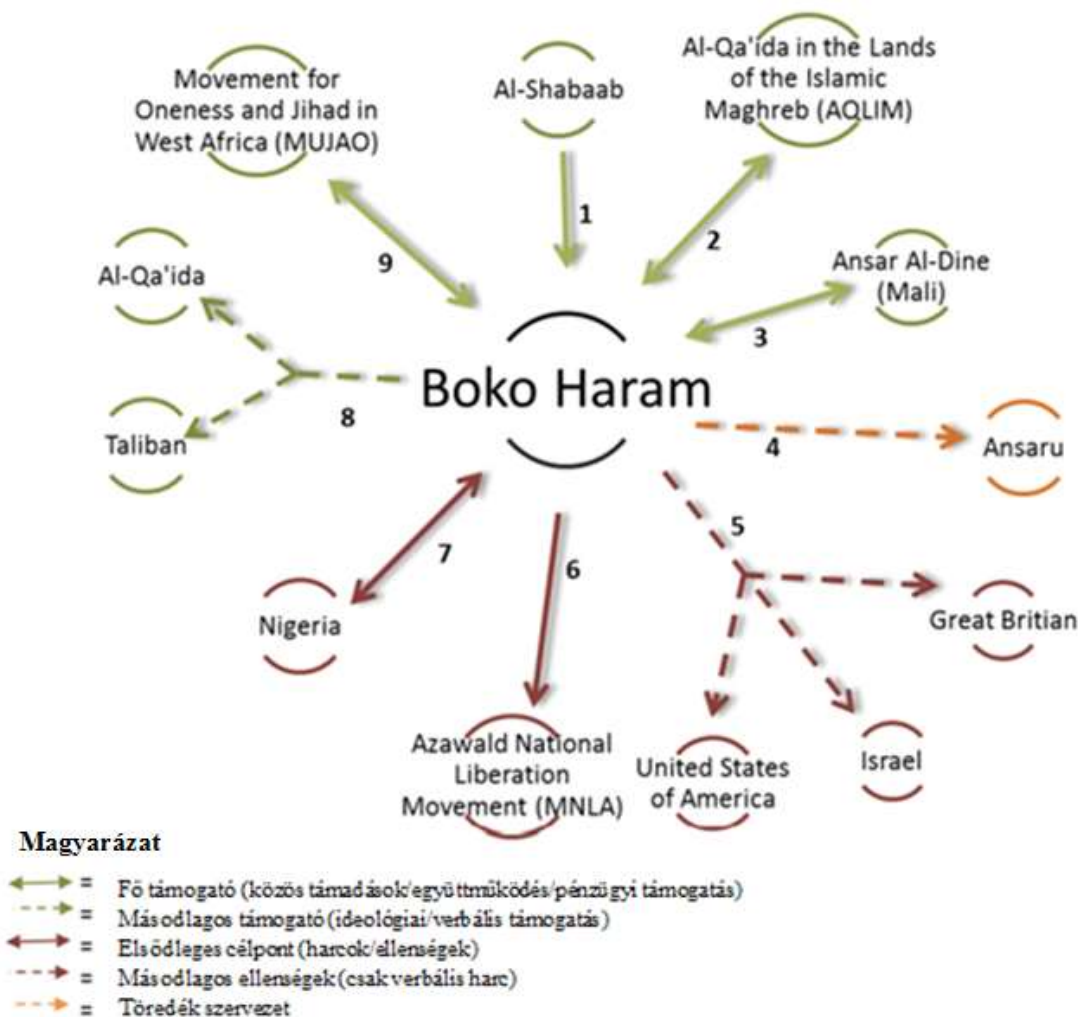 Movement for
Oneness and Jihad in
West Africa (MUJAO)
Al-Shabaab
Al-Qa'ida in the Lands
of the Islamic
Maghreb (AQLIM)
1
2
9
Al-Qa'ida
Ansar Al-Dine
(Mali)
3
Boko Haram
8
Taliban
4
Ansaru
5
7
6
Nigeria
Great Britian
Azawald National
Liberation
Movement (MNLA)
United States
of America
Israel
Magyarázat
= Fő támogató (közös támadások/együttműködés/pénzügyi támogatás)
= Másodlagos támogató (ideológiai/verbális támogatás)
= Elsődleges célpont (harcok/ellenségek)
= Másodlagos ellenségek (csak verbális harc)
= Töredék szervezet